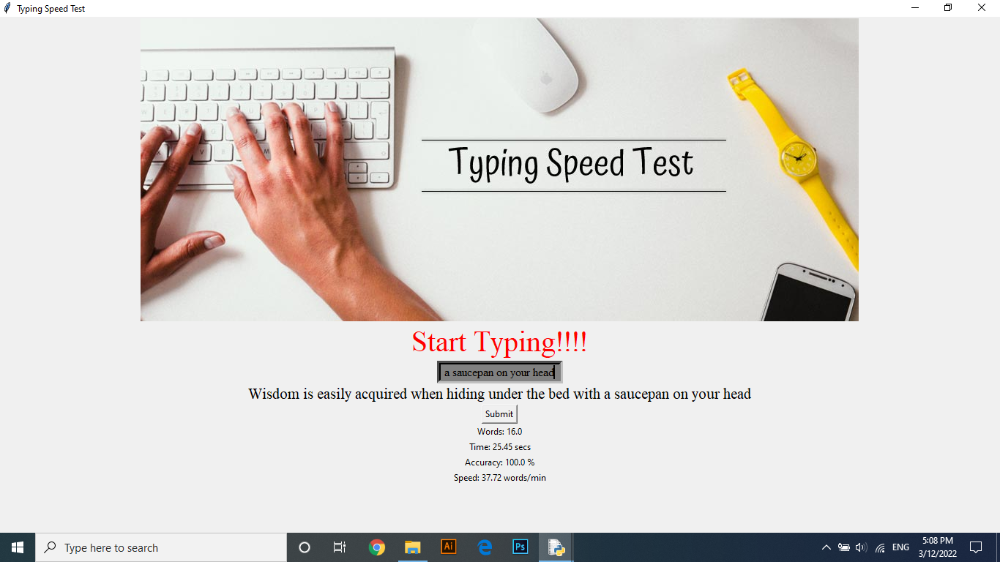 Typing Speed Test
Typing Speed Test
Start Typing!!!!
a saucepan on your head
Wisdom is easily acquired when hiding under the bed with a saucepan on your head
Submit
Words: 16.0
Time: 25.45 secs
Accuracy: 100.0 %
Speed: 37.72 words/min
Type here to search
Ai
Ps
ENG
5:08 PM
3/12/2022